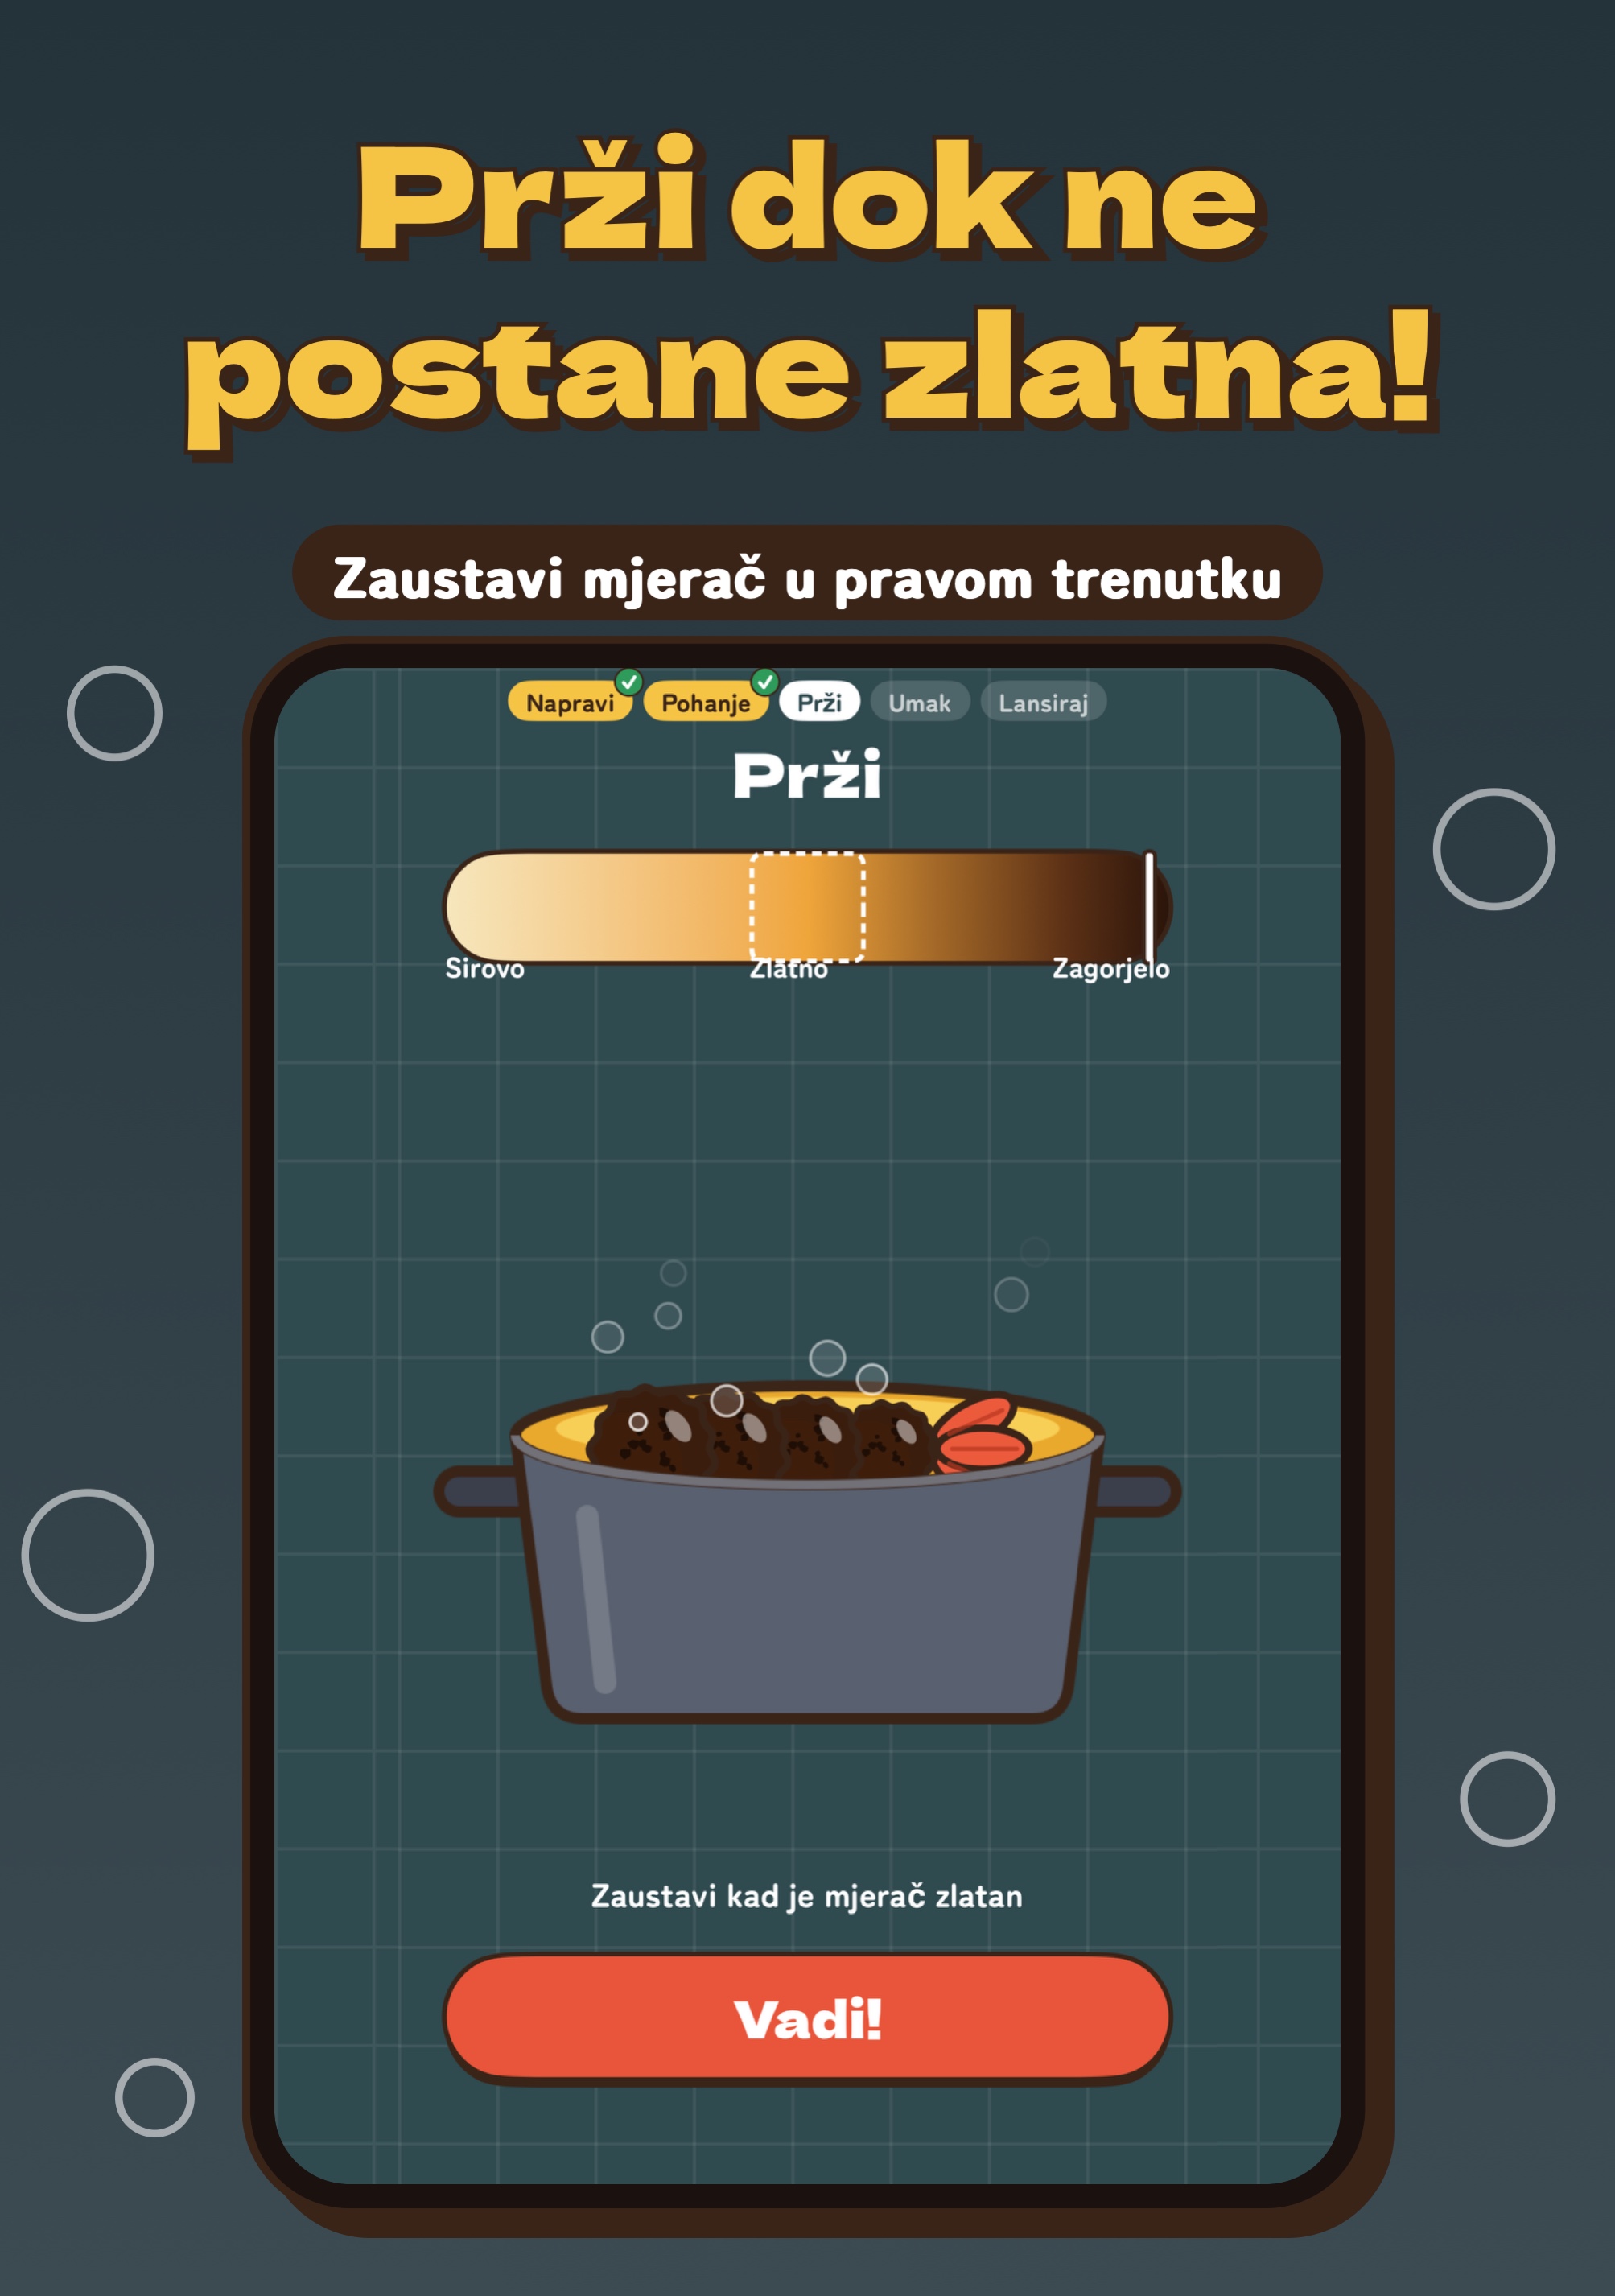 Prži dok ne
postane zlatna!
Zaustavi mjerač u pravom trenutku
Napravi Pohanje Prži Umak Lansiraj
Prži
Sirovo Zlatno Zagorjelo
Zaustavi kad je mjerač zlatan
Vadi!